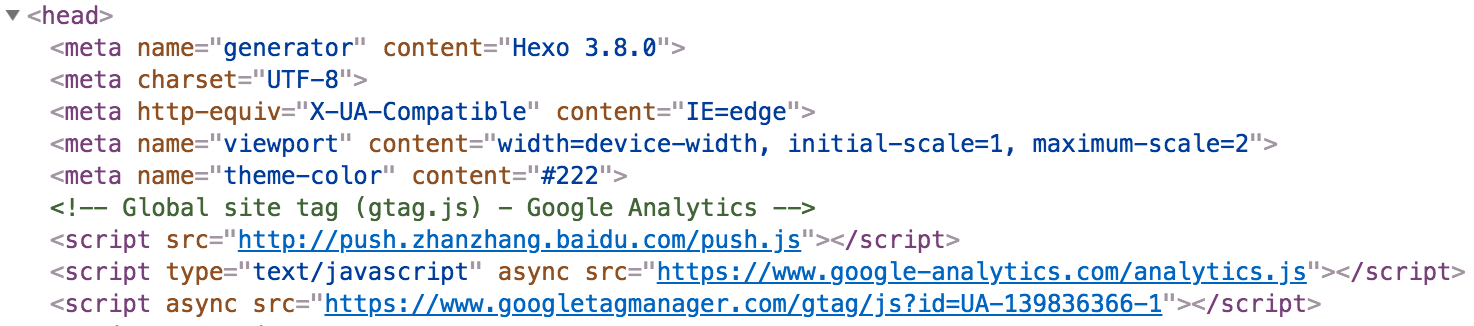 ▼<head>
<meta name="generator" content="Hexo 3.8.0">
<meta charset="UTF-8">
<meta http-equiv="X-UA-Compatible" content="IE=edge">
<meta name="viewport" content="width=device-width, initial-scale=1, maximum-scale=2">
<meta name="theme-color" content="#222">
<!-- Global site tag (gtag.js) - Google Analytics -->
<script src="http://push.zhanzhang.baidu.com/push.js"></script>
<script type="text/javascript" async src="https://www.google-analytics.com/analytics.js"></script>
<script async src="https://www.googletagmanager.com/gtag/js?id=UA-139836366-1"></script>